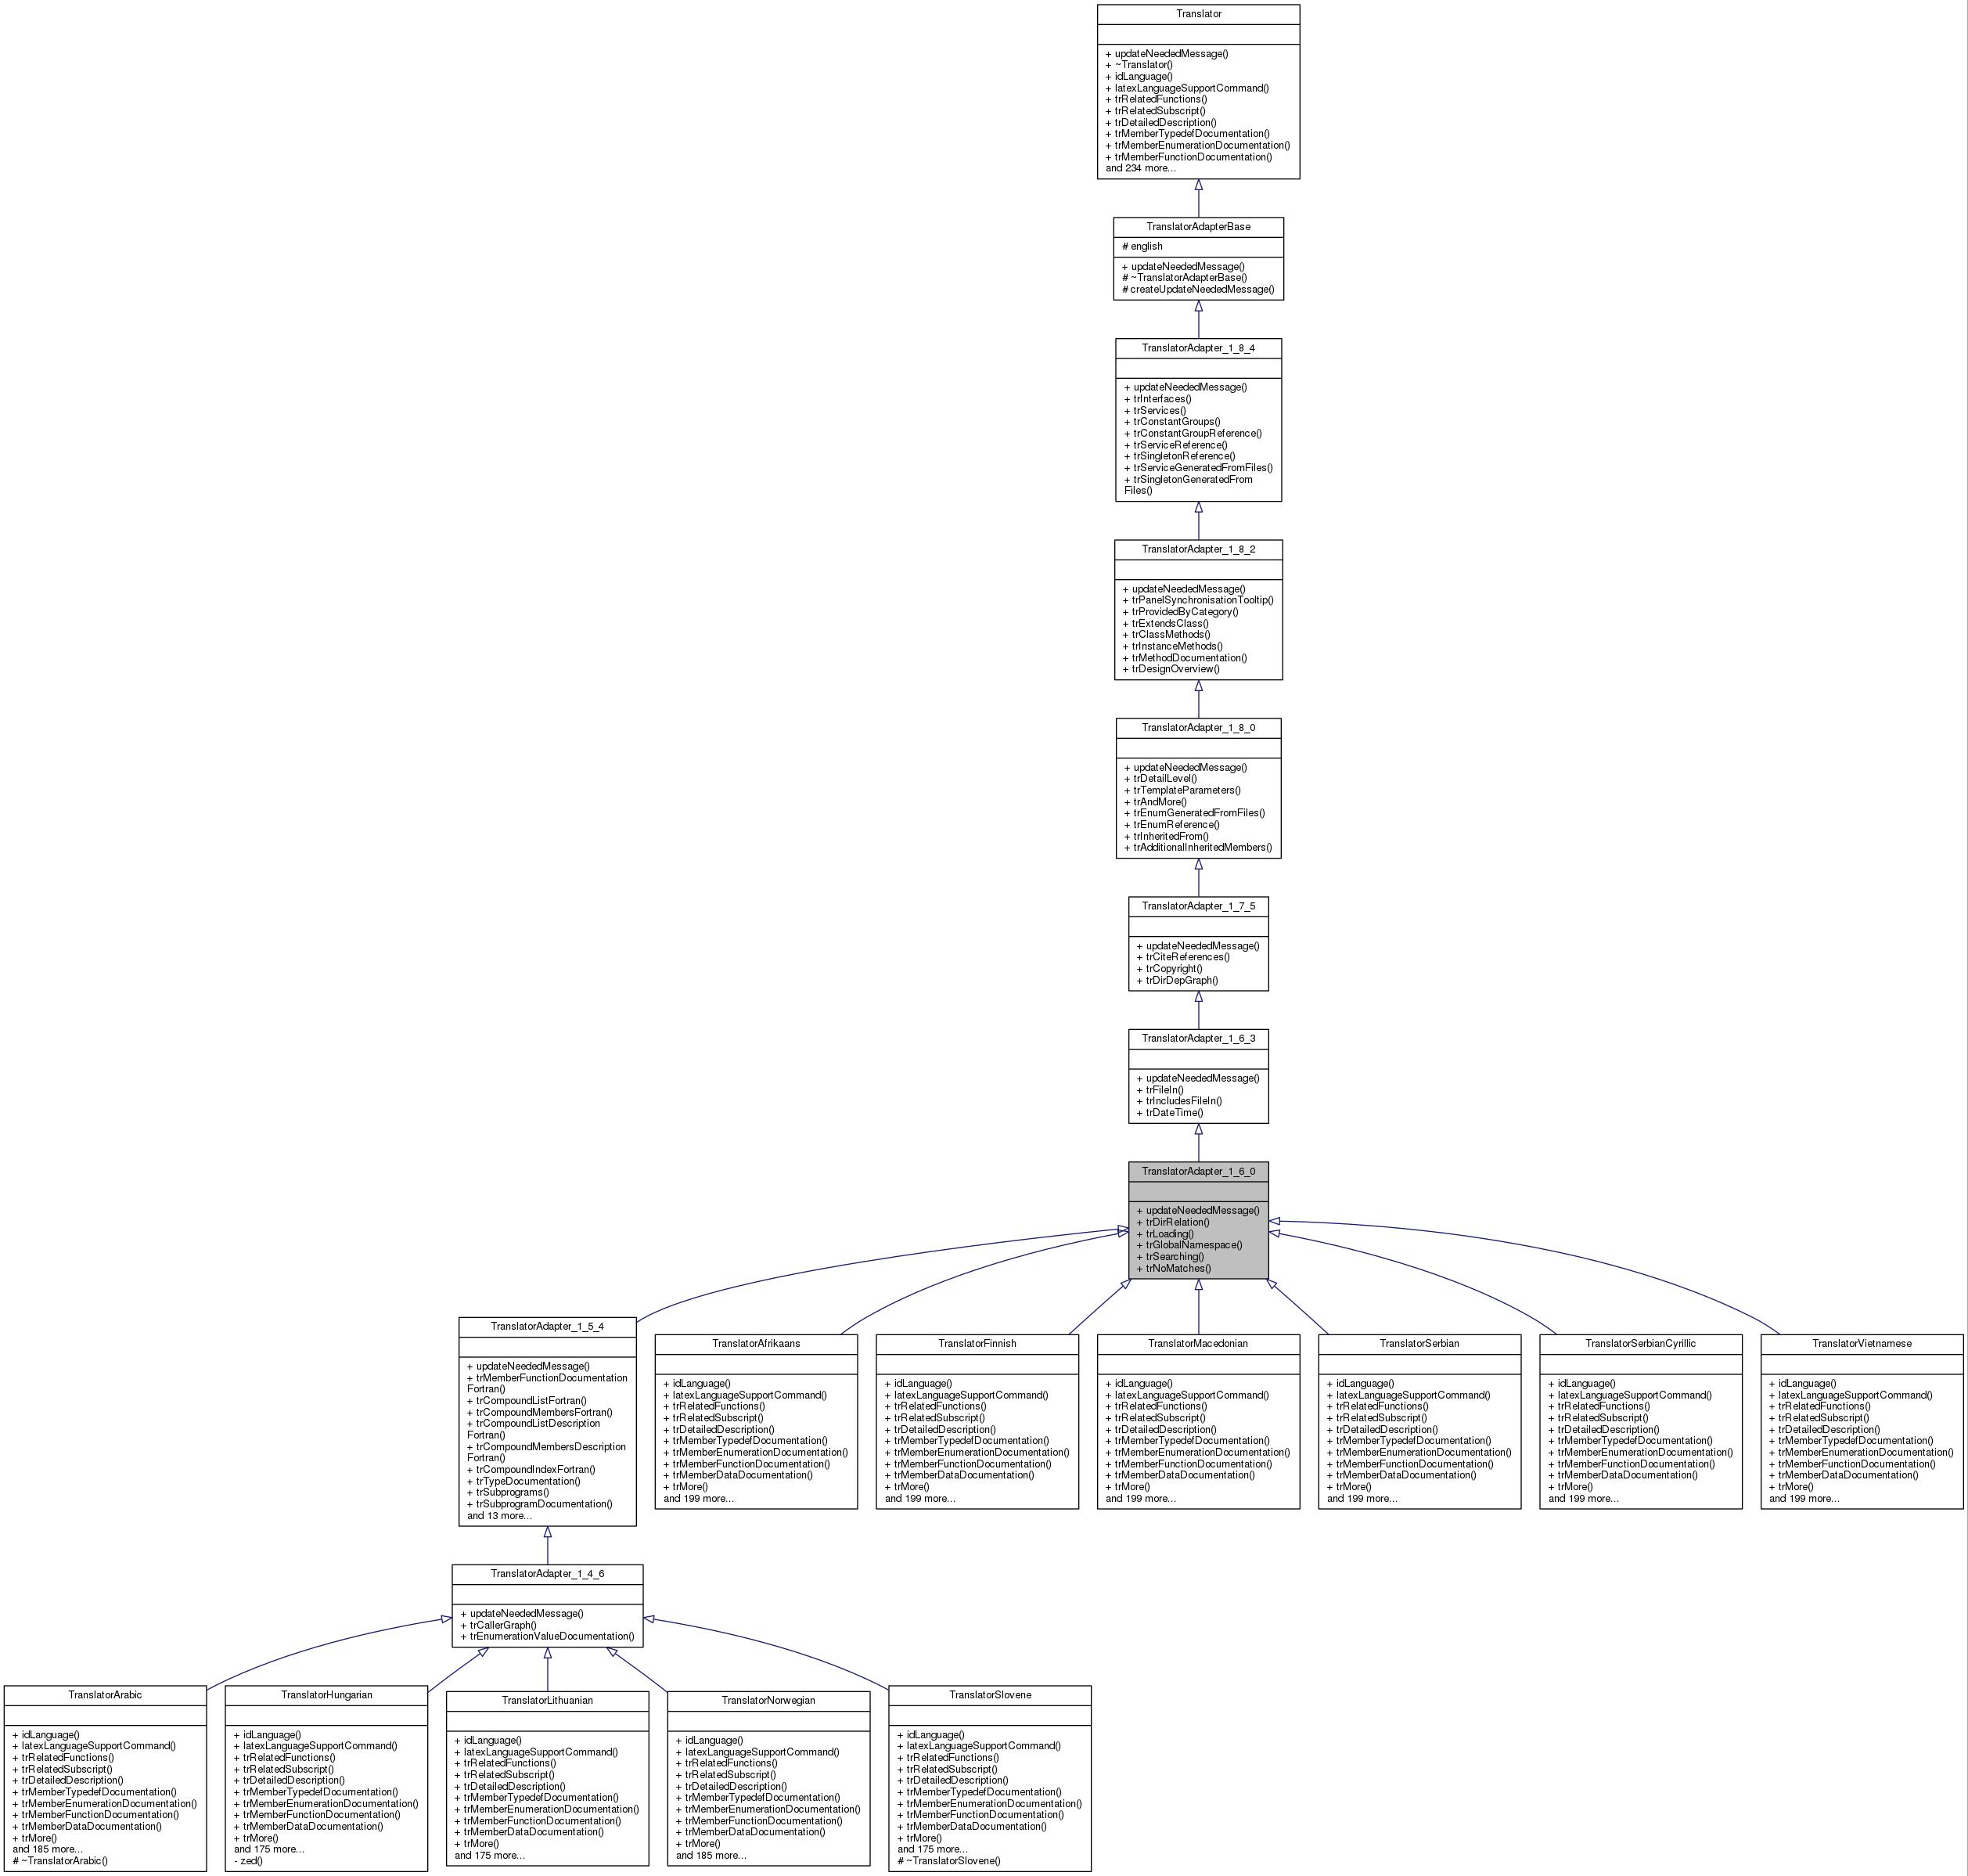 Translator
+ updateNeededMessage()
+ ~Translator()
+ idLanguage()
+ latexLanguageSupportCommand()
+ trRelatedFunctions()
+ trRelatedSubscript()
+ trDetailedDescription()
+ trMemberTypedefDocumentation()
+ trMemberEnumerationDocumentation()
+ trMemberFunctionDocumentation()
and 234 more...
TranslatorAdapterBase
# english
+ updateNeededMessage()
# ~TranslatorAdapterBase()
# createUpdateNeededMessage()
TranslatorAdapter_1_8_4
+ updateNeededMessage()
+ trInterfaces()
+ trServices()
+ trConstantGroups()
+ trConstantGroupReference()
+ trServiceReference()
+ trSingletonReference()
+ trServiceGeneratedFromFiles()
+ trSingletonGeneratedFrom
Files()
TranslatorAdapter_1_8_2
+ updateNeededMessage()
+ trPanelSynchronisationTooltip()
+ trProvidedByCategory()
+ trExtendsClass()
+ trClassMethods()
+ trInstanceMethods()
+ trMethodDocumentation()
+ trDesignOverview()
TranslatorAdapter_1_8_0
+ updateNeededMessage()
+ trDetailLevel()
+ trTemplateParameters()
+ trAndMore()
+ trEnumGeneratedFromFiles()
+ trEnumReference()
+ trInheritedFrom()
+ trAdditionalInheritedMembers()
TranslatorAdapter_1_7_5
+ updateNeededMessage()
+ trCiteReferences()
+ trCopyright()
+ trDirDepGraph()
TranslatorAdapter_1_6_3
+ updateNeededMessage()
+ trFileIn()
+ trIncludesFileIn()
+ trDateTime()
TranslatorAdapter_1_6_0
+ updateNeededMessage()
+ trDirRelation()
+ trLoading()
+ trGlobalNamespace()
+ trSearching()
+ trNoMatches()
TranslatorAdapter_1_5_4
+ updateNeededMessage()
+ trMemberFunctionDocumentation
Fortran()
+ trCompoundListFortran()
+ trCompoundMembersFortran()
+ trCompoundListDescription
Fortran()
+ trCompoundMembersDescription
Fortran()
+ trCompoundIndexFortran()
+ trTypeDocumentation()
+ trSubprograms()
+ trSubprogramDocumentation()
and 13 more...
TranslatorAfrikaans
+ idLanguage()
+ latexLanguageSupportCommand()
+ trRelatedFunctions()
+ trRelatedSubscript()
+ trDetailedDescription()
+ trMemberTypedefDocumentation()
+ trMemberEnumerationDocumentation()
+ trMemberFunctionDocumentation()
+ trMemberDataDocumentation()
+ trMore()
and 199 more...
TranslatorFinnish
+ idLanguage()
+ latexLanguageSupportCommand()
+ trRelatedFunctions()
+ trRelatedSubscript()
+ trDetailedDescription()
+ trMemberTypedefDocumentation()
+ trMemberEnumerationDocumentation()
+ trMemberFunctionDocumentation()
+ trMemberDataDocumentation()
+ trMore()
and 199 more...
TranslatorMacedonian
+ idLanguage()
+ latexLanguageSupportCommand()
+ trRelatedFunctions()
+ trRelatedSubscript()
+ trDetailedDescription()
+ trMemberTypedefDocumentation()
+ trMemberEnumerationDocumentation()
+ trMemberFunctionDocumentation()
+ trMemberDataDocumentation()
+ trMore()
and 199 more...
TranslatorSerbian
+ idLanguage()
+ latexLanguageSupportCommand()
+ trRelatedFunctions()
+ trRelatedSubscript()
+ trDetailedDescription()
+ trMemberTypedefDocumentation()
+ trMemberEnumerationDocumentation()
+ trMemberFunctionDocumentation()
+ trMemberDataDocumentation()
+ trMore()
and 199 more...
TranslatorSerbianCyrillic
+ idLanguage()
+ latexLanguageSupportCommand()
+ trRelatedFunctions()
+ trRelatedSubscript()
+ trDetailedDescription()
+ trMemberTypedefDocumentation()
+ trMemberEnumerationDocumentation()
+ trMemberFunctionDocumentation()
+ trMemberDataDocumentation()
+ trMore()
and 199 more...
TranslatorVietnamese
+ idLanguage()
+ latexLanguageSupportCommand()
+ trRelatedFunctions()
+ trRelatedSubscript()
+ trDetailedDescription()
+ trMemberTypedefDocumentation()
+ trMemberEnumerationDocumentation()
+ trMemberFunctionDocumentation()
+ trMemberDataDocumentation()
+ trMore()
and 199 more...
TranslatorAdapter_1_4_6
+ updateNeededMessage()
+ trCallerGraph()
+ trEnumerationValueDocumentation()
TranslatorArabic
+ idLanguage()
+ latexLanguageSupportCommand()
+ trRelatedFunctions()
+ trRelatedSubscript()
+ trDetailedDescription()
+ trMemberTypedefDocumentation()
+ trMemberEnumerationDocumentation()
+ trMemberFunctionDocumentation()
+ trMemberDataDocumentation()
+ trMore()
and 185 more...
# ~TranslatorArabic()
TranslatorHungarian
+ idLanguage()
+ latexLanguageSupportCommand()
+ trRelatedFunctions()
+ trRelatedSubscript()
+ trDetailedDescription()
+ trMemberTypedefDocumentation()
+ trMemberEnumerationDocumentation()
+ trMemberFunctionDocumentation()
+ trMemberDataDocumentation()
+ trMore()
and 175 more...
- zed()
TranslatorLithuanian
+ idLanguage()
+ latexLanguageSupportCommand()
+ trRelatedFunctions()
+ trRelatedSubscript()
+ trDetailedDescription()
+ trMemberTypedefDocumentation()
+ trMemberEnumerationDocumentation()
+ trMemberFunctionDocumentation()
+ trMemberDataDocumentation()
+ trMore()
and 175 more...
TranslatorNorwegian
+ idLanguage()
+ latexLanguageSupportCommand()
+ trRelatedFunctions()
+ trRelatedSubscript()
+ trDetailedDescription()
+ trMemberTypedefDocumentation()
+ trMemberEnumerationDocumentation()
+ trMemberFunctionDocumentation()
+ trMemberDataDocumentation()
+ trMore()
and 185 more...
TranslatorSlovene
+ idLanguage()
+ latexLanguageSupportCommand()
+ trRelatedFunctions()
+ trRelatedSubscript()
+ trDetailedDescription()
+ trMemberTypedefDocumentation()
+ trMemberEnumerationDocumentation()
+ trMemberFunctionDocumentation()
+ trMemberDataDocumentation()
+ trMore()
and 175 more...
# ~TranslatorSlovene()